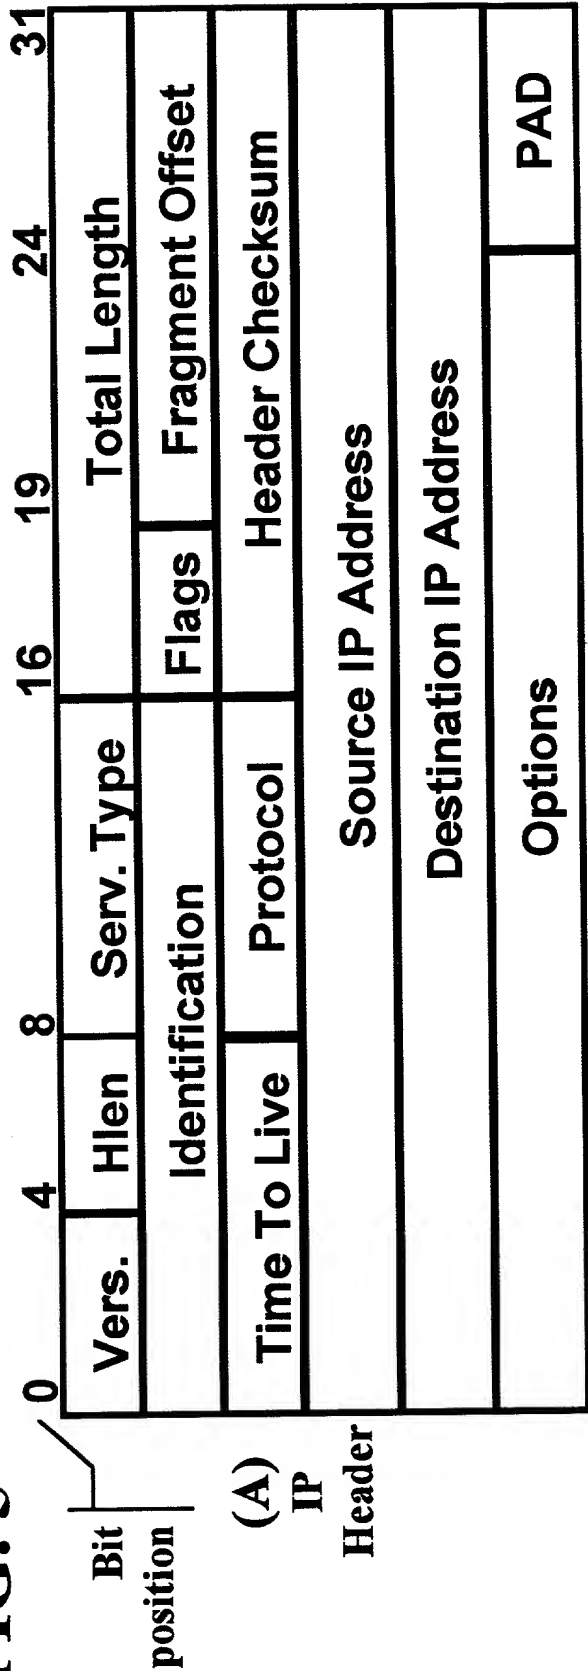 Bit
position
0 4 8 16 19 24 31
(A)
IP
Header
Vers. Hlen Serv. Type Total Length
Identification Flags Fragment Offset
Time To Live Protocol Header Checksum
Source IP Address
Destination IP Address
Options PAD